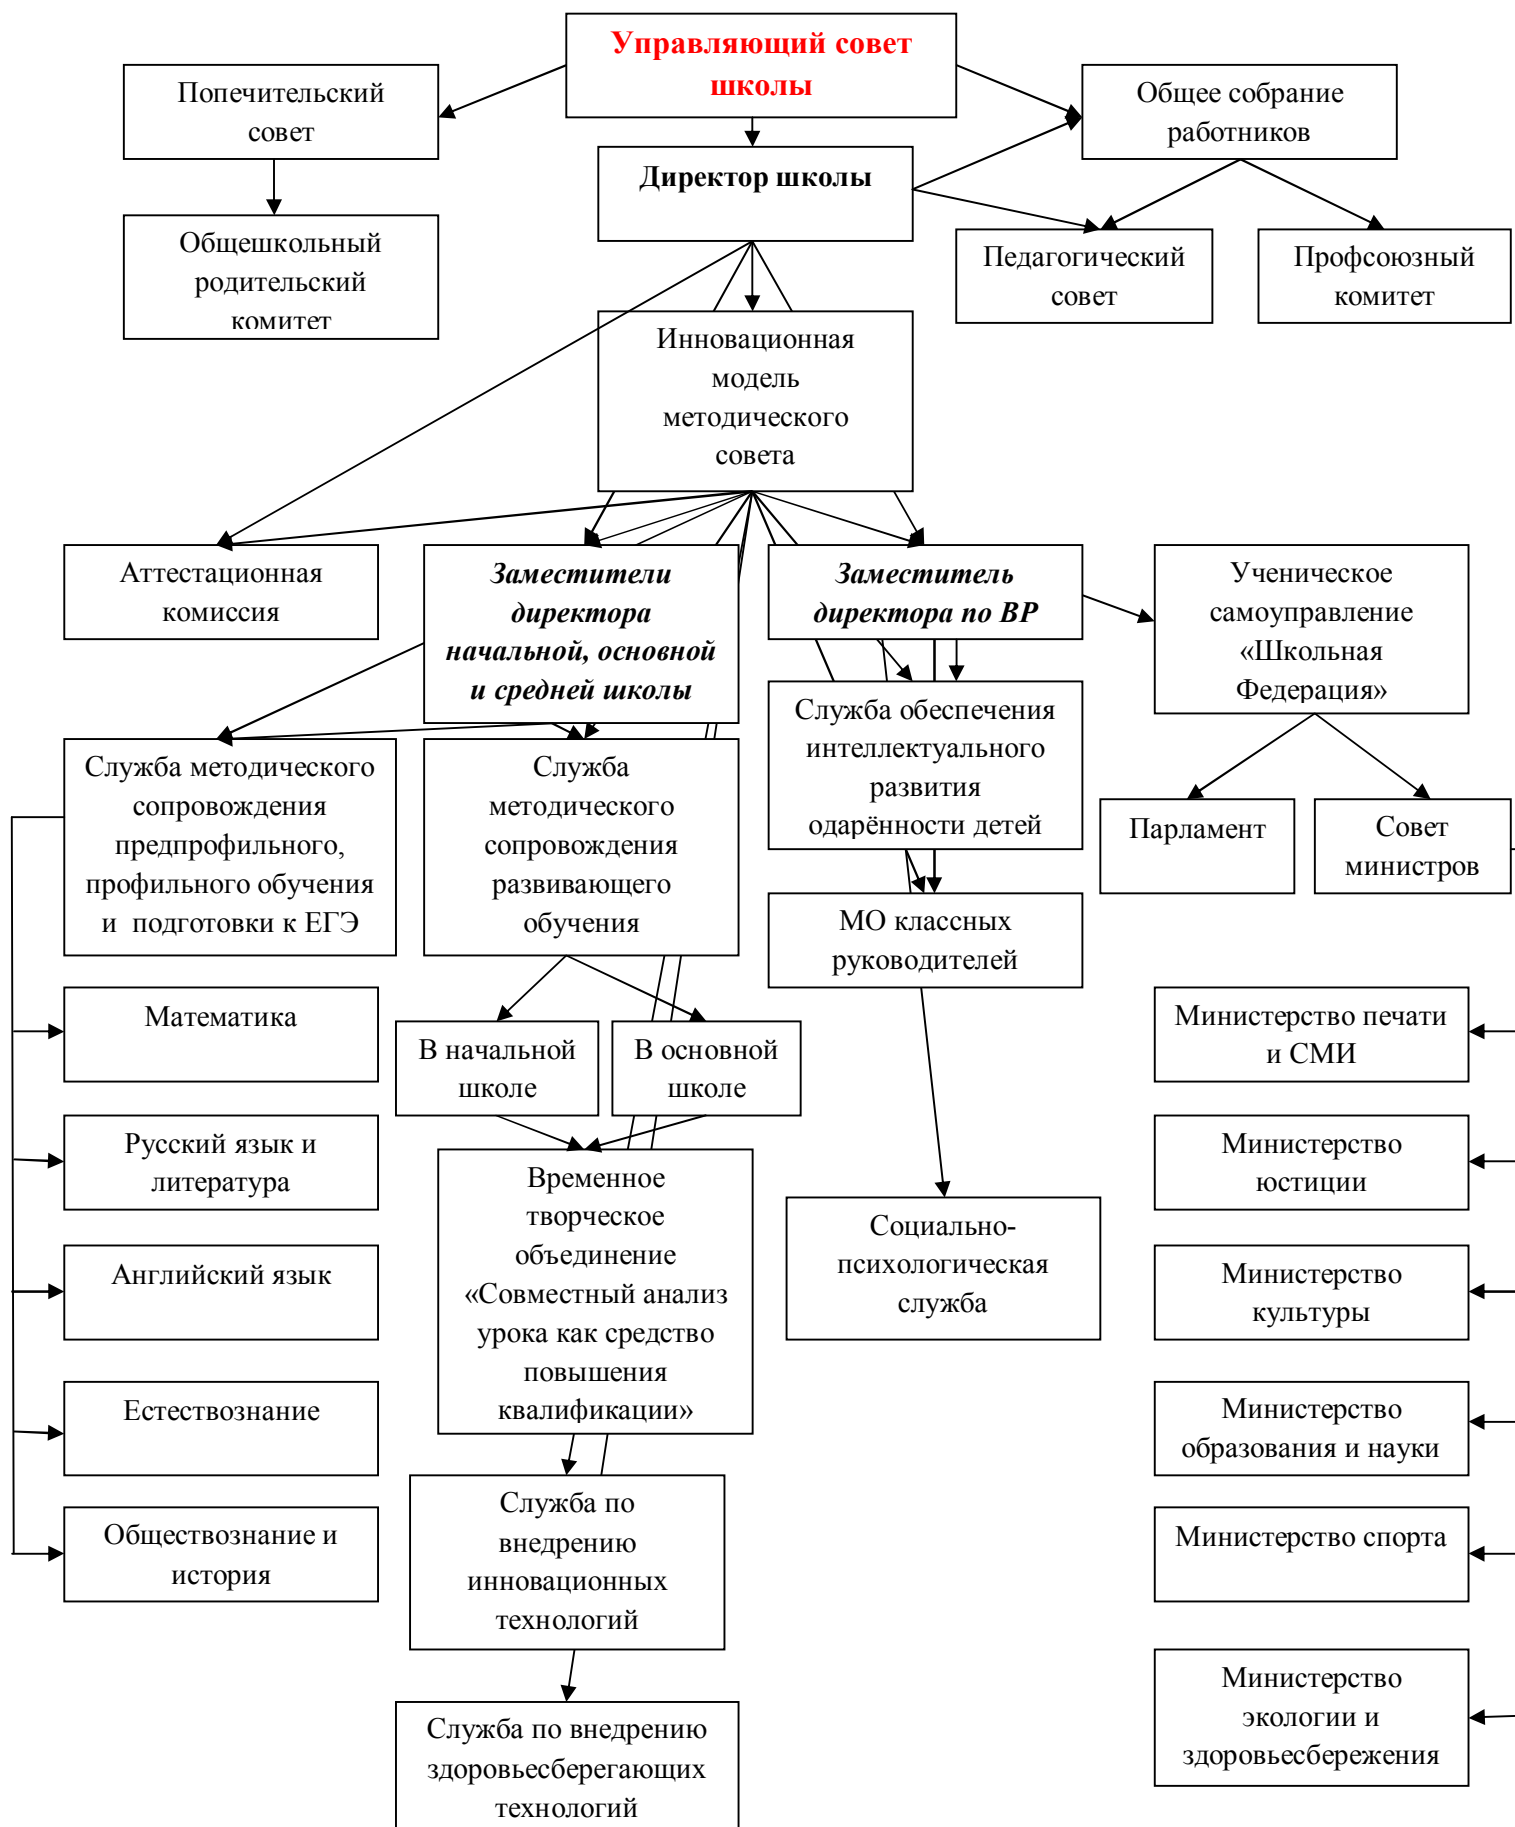 Управляющий совет
школы
Попечительский
совет
Общее собрание
работников
Директор школы
Общешкольный
родительский
комитет
Педагогический
совет
Профсоюзный
комитет
Инновационная
модель
методического
совета
Аттестационная
комиссия
Заместители
директора
начальной, основной
и средней школы
Заместитель
директора по ВР
Ученическое
самоуправление
«Школьная
Федерация»
Служба методического
сопровождения
предпрофильного,
профильного обучения
и  подготовки к ЕГЭ
Служба
методического
сопровождения
развивающего
обучения
Служба обеспечения
интеллектуального
развития
одарённости детей
Парламент
Совет
министров
МО классных
руководителей
Математика
В начальной
школе
В основной
школе
Министерство печати
и СМИ
Русский язык и
литература
Временное
творческое
объединение
«Совместный анализ
урока как средство
повышения
квалификации»
Социально-
психологическая
служба
Министерство
юстиции
Английский язык
Министерство
культуры
Естествознание
Министерство
образования и науки
Обществознание и
история
Служба по
внедрению
инновационных
технологий
Министерство спорта
Министерство
экологии и
здоровьесбережения
Служба по внедрению
здоровьесберегающих
технологий